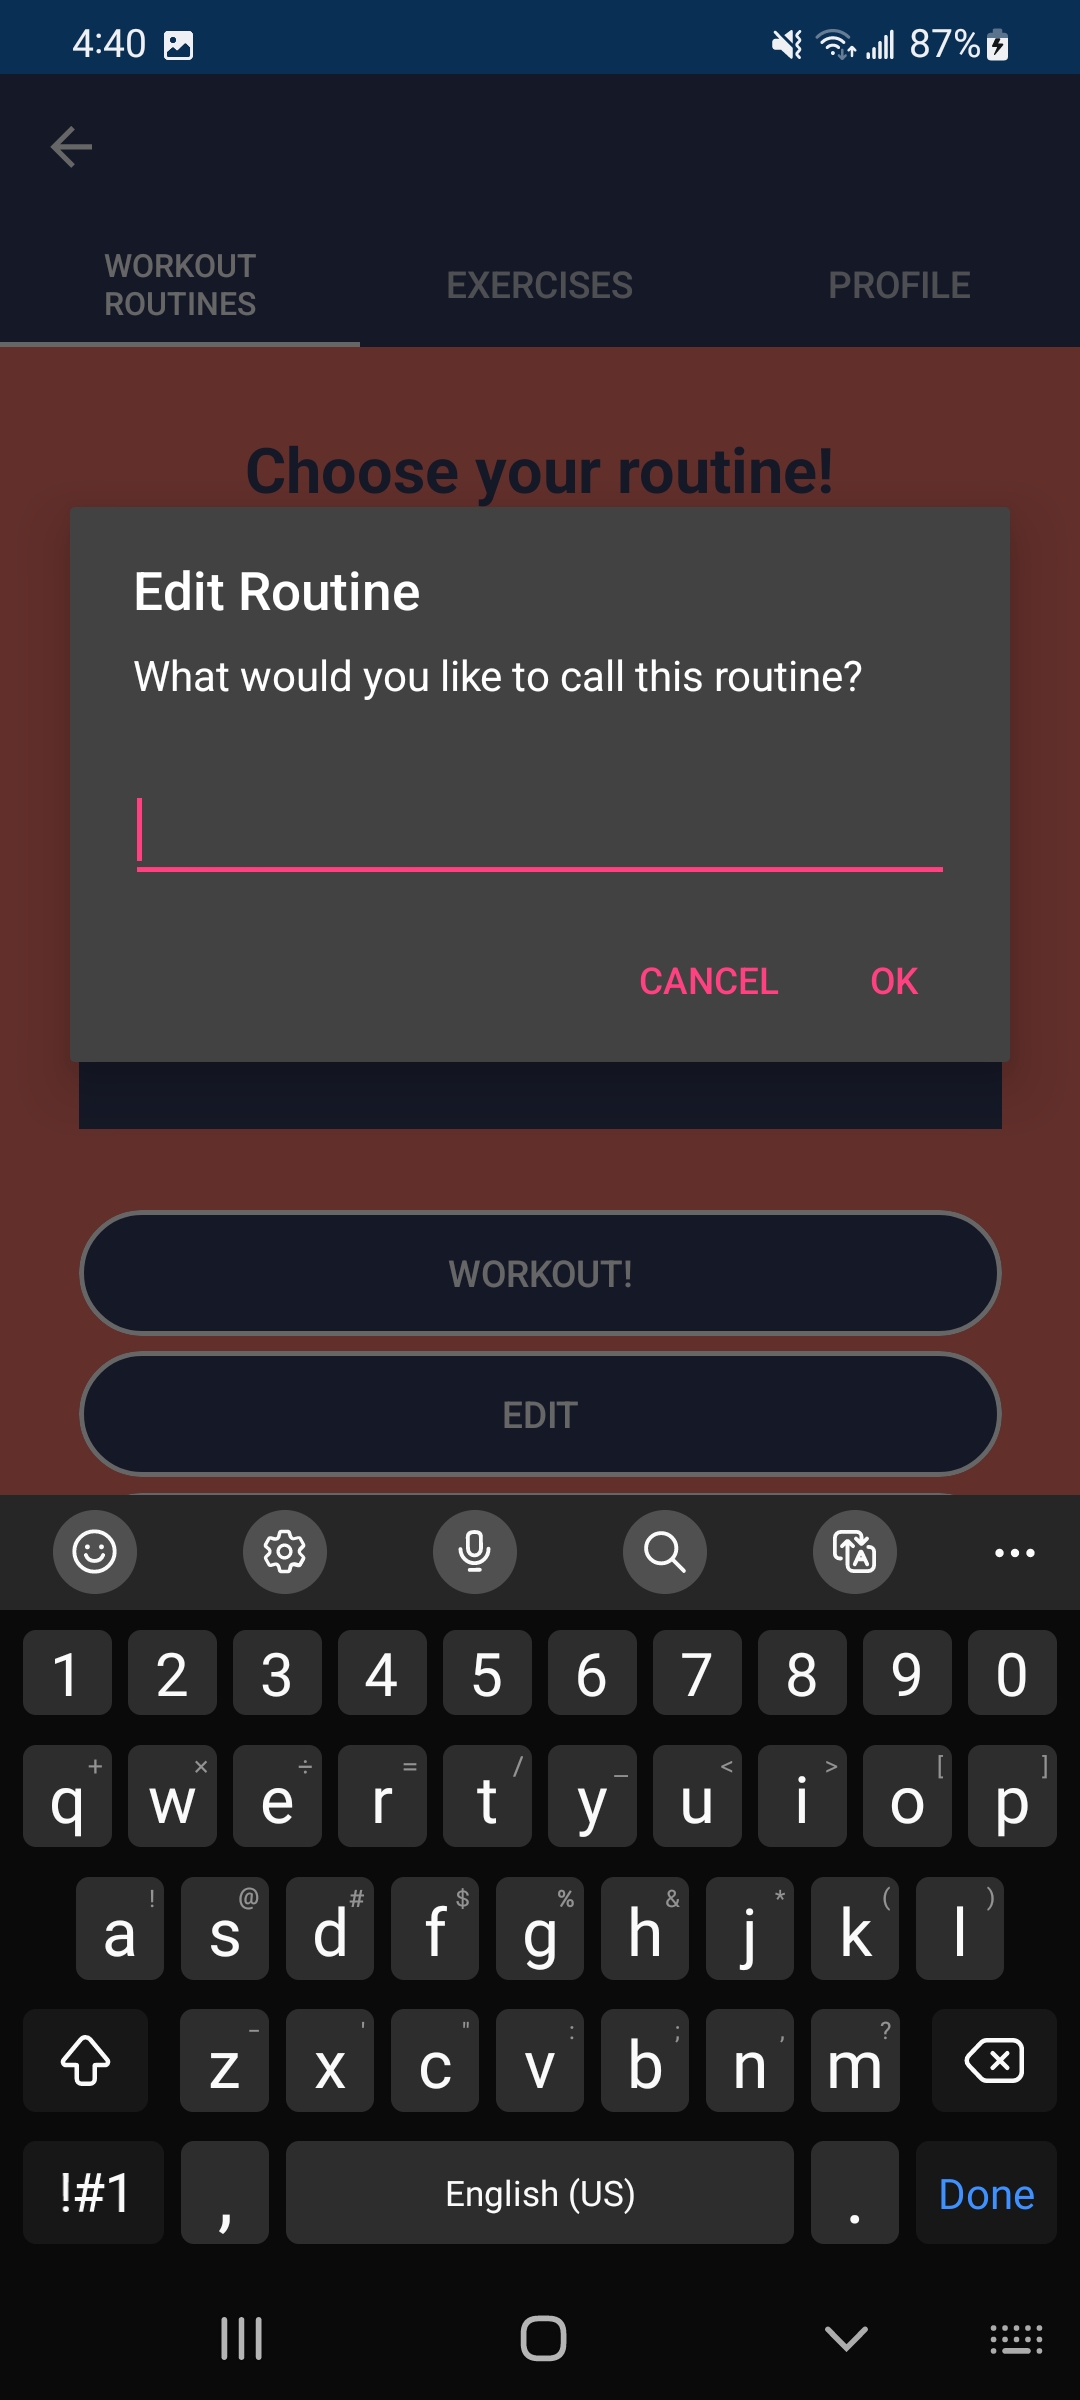 4:40 87%
WORKOUT
ROUTINES
EXERCISES
PROFILE
Choose your routine!
Edit Routine
What would you like to call this routine?
CANCEL OK
WORKOUT!
EDIT
1 2 3 4 5 6 7 8 9 0
+ × ÷ = / _ < > [ ]
q w e r t y u i o p
! @ # $ % & * ( )
a s d f g h j k l
- ' " : ; , ?
z x c v b n m
!#1 , English (US) . Done